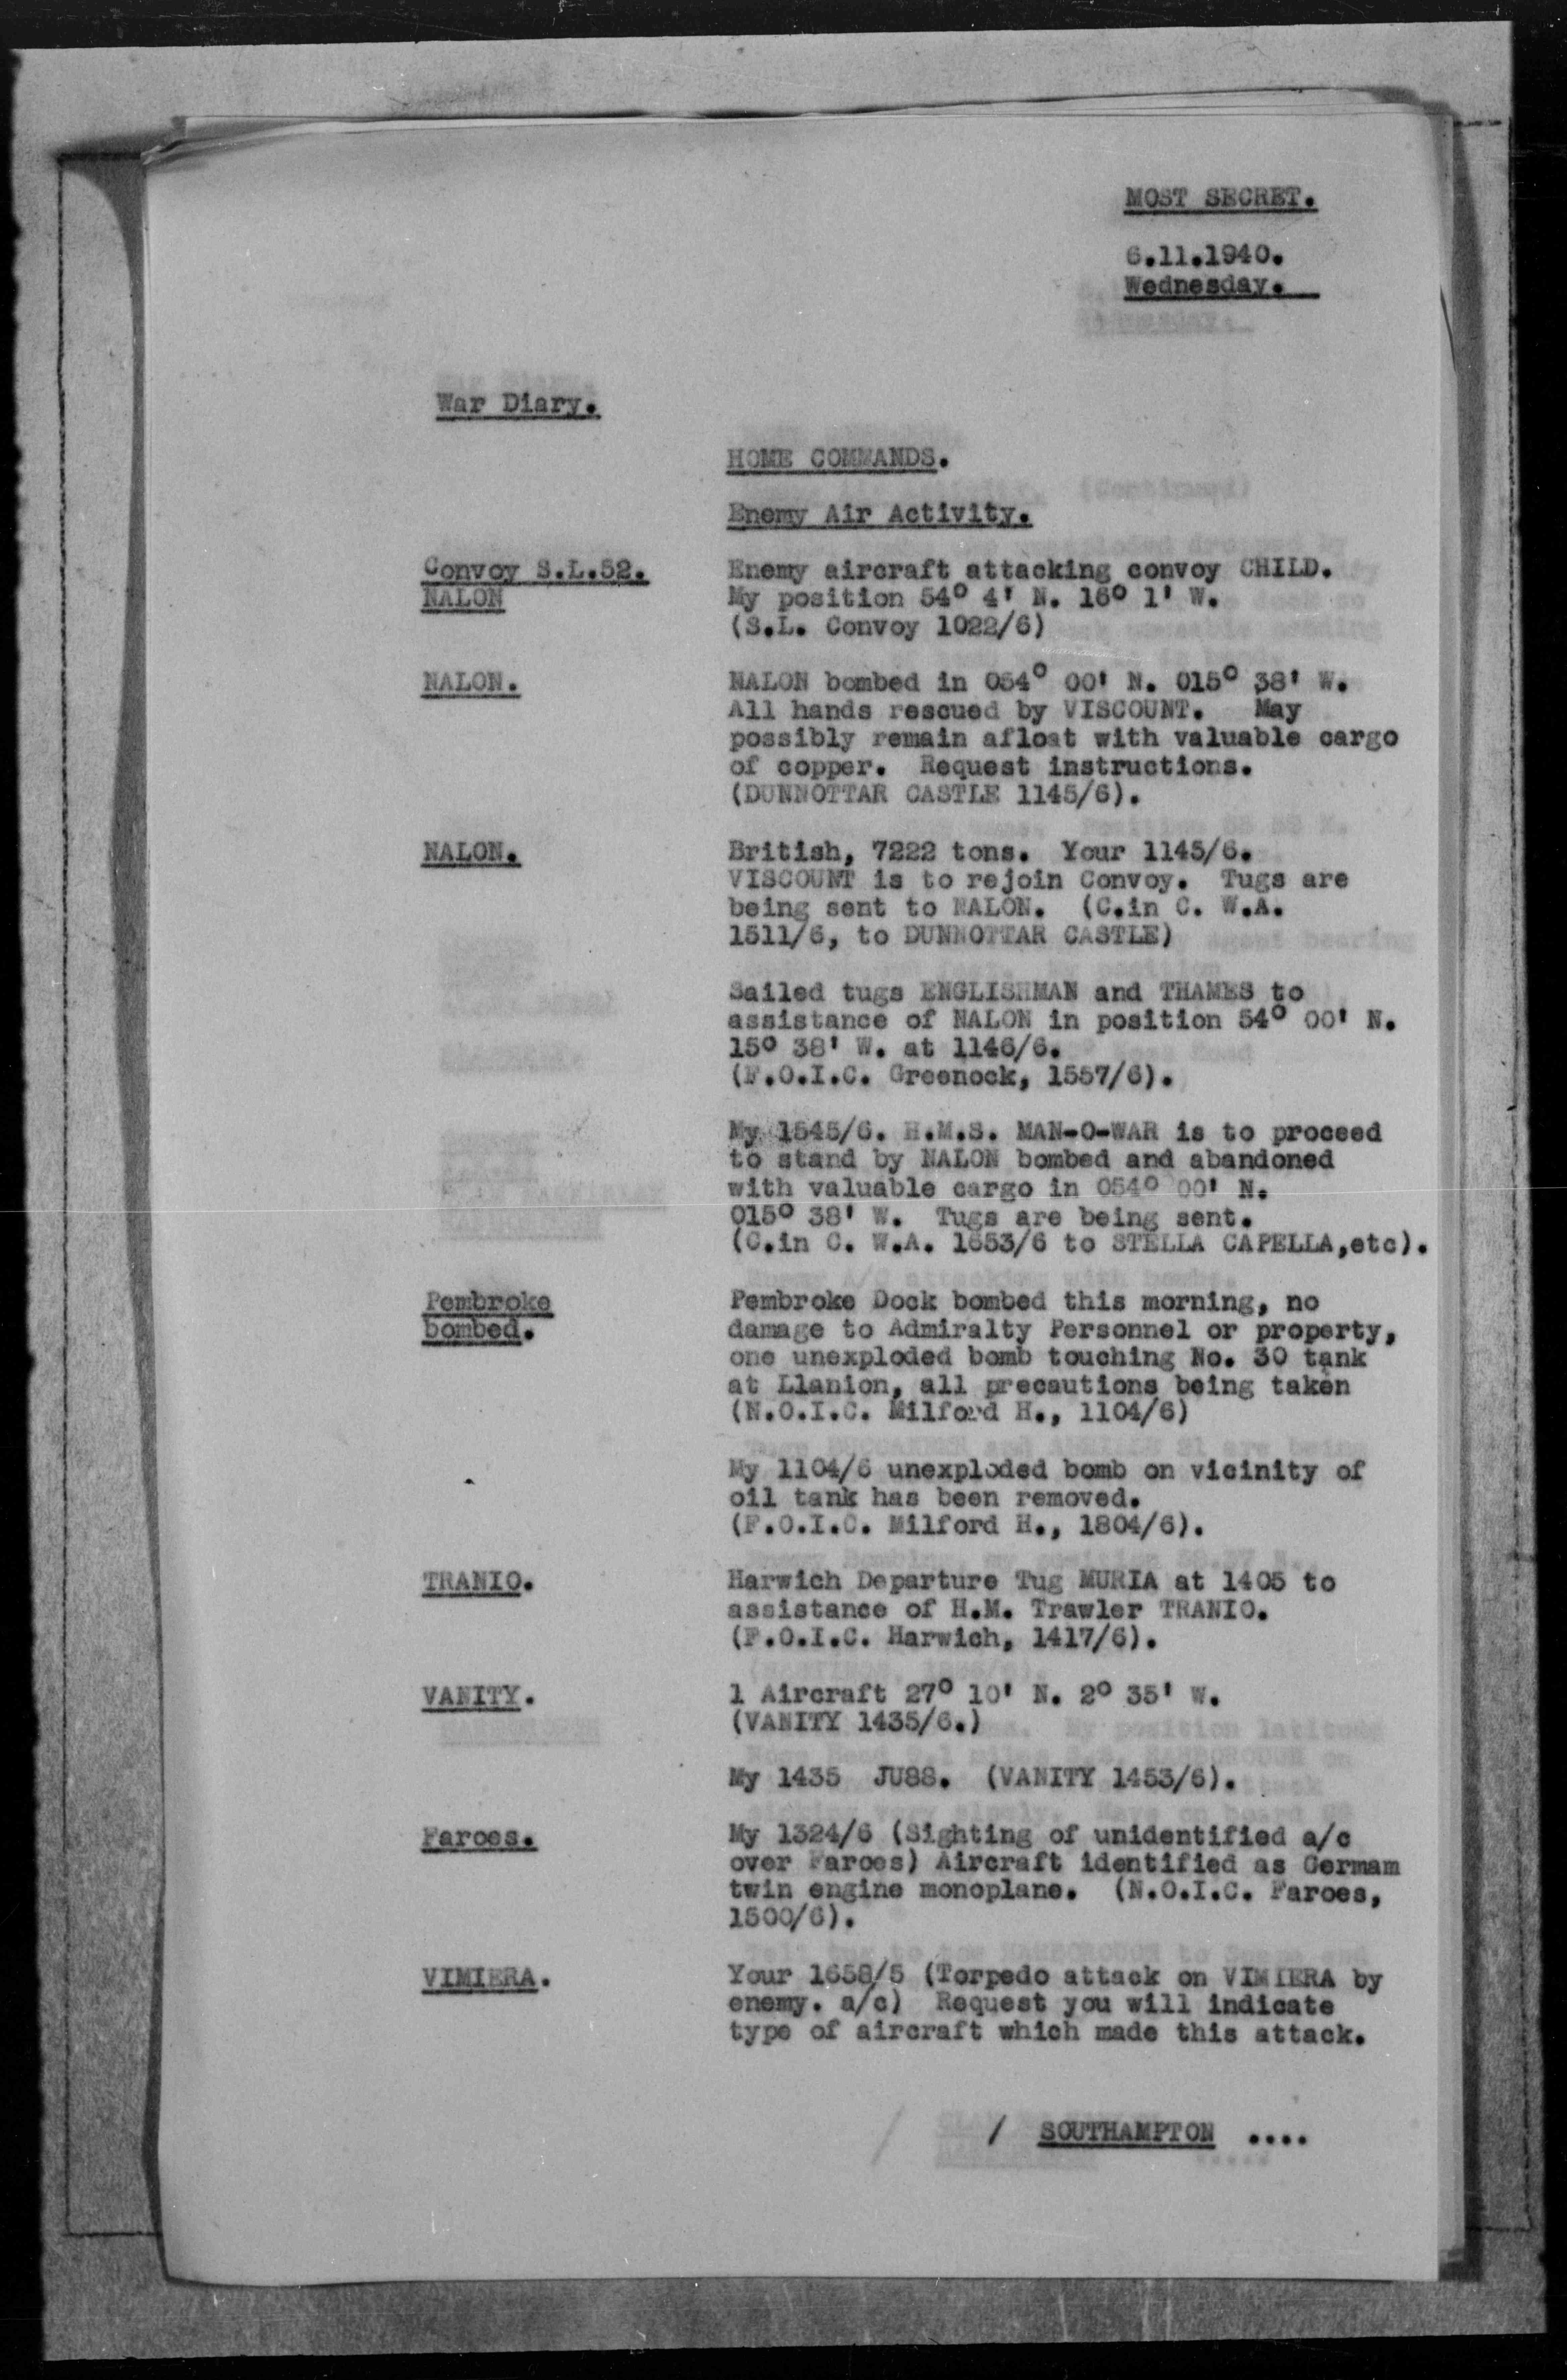 MOST SECRET.
6.11.1940.
Wednesday.
War Diary.
HOME COMMANDS.
Enemy Air Activity.
Convoy S.L.52.
NALON
Enemy aircraft attacking convoy CHILD.
My position 54° 4' N. 16° 1' W.
(S.L. Convoy 1022/6)
NALON.
NALON bombed in 054° 00' N. 015° 38' W.
All hands rescued by VISCOUNT. May
possibly remain afloat with valuable cargo
of copper. Request instructions.
(DUNNOTTAR CASTLE 1145/6).
NALON.
British, 7222 tons. Your 1145/6.
VISCOUNT is to rejoin Convoy. Tugs are
being sent to NALON. (C.in C. W.A.
1511/6, to DUNNOTTAR CASTLE)
Sailed tugs ENGLISHMAN and THAMES to
assistance of NALON in position 54° 00' N.
15° 38' W. at 1146/6.
(F.O.I.C. Greenock, 1557/6).
My 1545/6. H.M.S. MAN-O-WAR is to proceed
to stand by NALON bombed and abandoned
with valuable cargo in 054° 00' N.
015° 38' W. Tugs are being sent.
(C.in C. W.A. 1653/6 to STELLA CAPELLA,etc).
Pembroke
bombed.
Pembroke Dock bombed this morning, no
damage to Admiralty Personnel or property,
one unexploded bomb touching No. 30 tank
at Llanion, all precautions being taken
(N.O.I.C. Milford H., 1104/6)
My 1104/6 unexploded bomb on vicinity of
oil tank has been removed.
(F.O.I.C. Milford H., 1804/6).
TRANIO.
Harwich Departure Tug MURIA at 1405 to
assistance of H.M. Trawler TRANIO.
(F.O.I.C. Harwich, 1417/6).
VANITY.
1 Aircraft 27° 10' N. 2° 35' W.
(VANITY 1435/6.)
My 1435 JU88. (VANITY 1453/6).
Faroes.
My 1324/6 (Sighting of unidentified a/c
over Faroes) Aircraft identified as Germam
twin engine monoplane. (N.O.I.C. Faroes,
1500/6).
VIMIERA.
Your 1658/5 (Torpedo attack on VIMIERA by
enemy. a/c) Request you will indicate
type of aircraft which made this attack.
/ SOUTHAMPTON ....